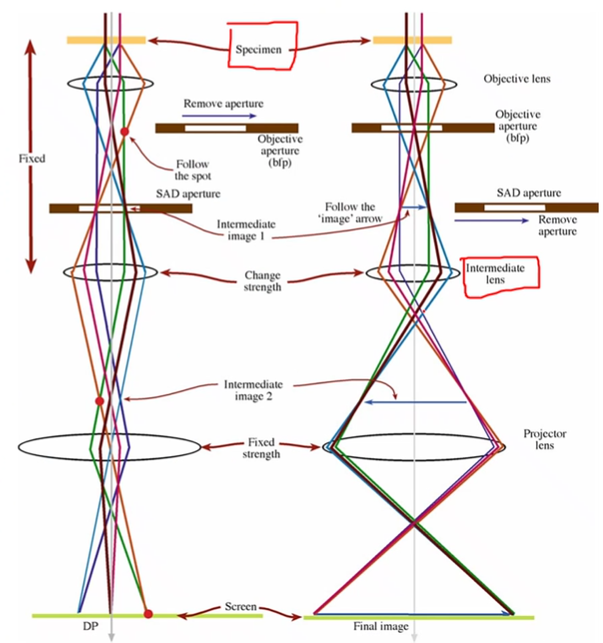 Specimen
Objective lens
Remove aperture
Objective
aperture
(bfp)
Objective
aperture
(bfp)
Fixed
Follow
the spot
SAD aperture
Follow the
‘image’ arrow
SAD aperture
Intermediate
image 1
Remove
aperture
Change
strength
Intermediate
lens
Intermediate
image 2
Fixed
strength
Projector
lens
Screen
DP
Final image